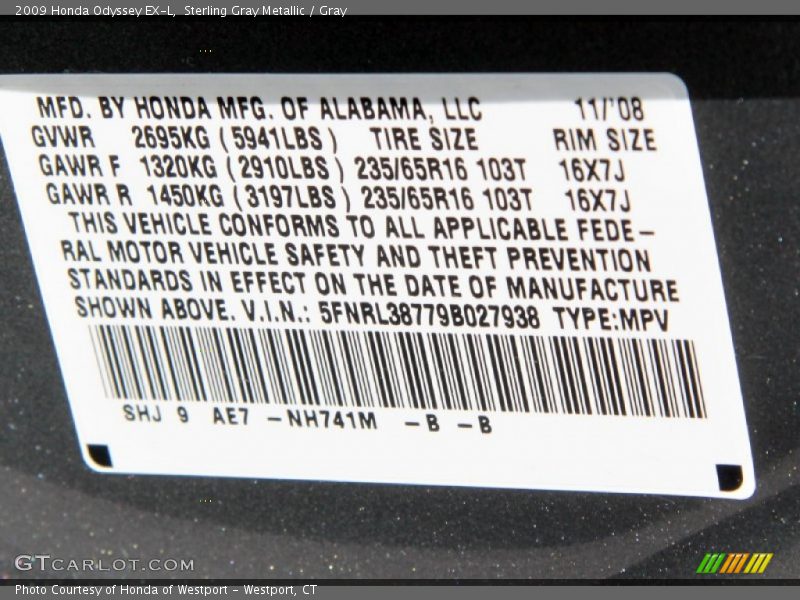 2009 Honda Odyssey EX-L, Sterling Gray Metallic / Gray
MFD. BY HONDA MFG. OF ALABAMA, LLC 11/'08
GVWR 2695KG (5941LBS) TIRE SIZE RIM SIZE
GAWR F 1320KG (2910LBS) 235/65R16 103T 16X7J
GAWR R 1450KG (3197LBS) 235/65R16 103T 16X7J
THIS VEHICLE CONFORMS TO ALL APPLICABLE FEDE-
RAL MOTOR VEHICLE SAFETY AND THEFT PREVENTION
STANDARDS IN EFFECT ON THE DATE OF MANUFACTURE
SHOWN ABOVE. V.I.N.: 5FNRL38779B027938 TYPE:MPV
SHJ 9 AE7 -NH741M -B -B
GTCARLOT.COM
Photo Courtesy of Honda of Westport - Westport, CT